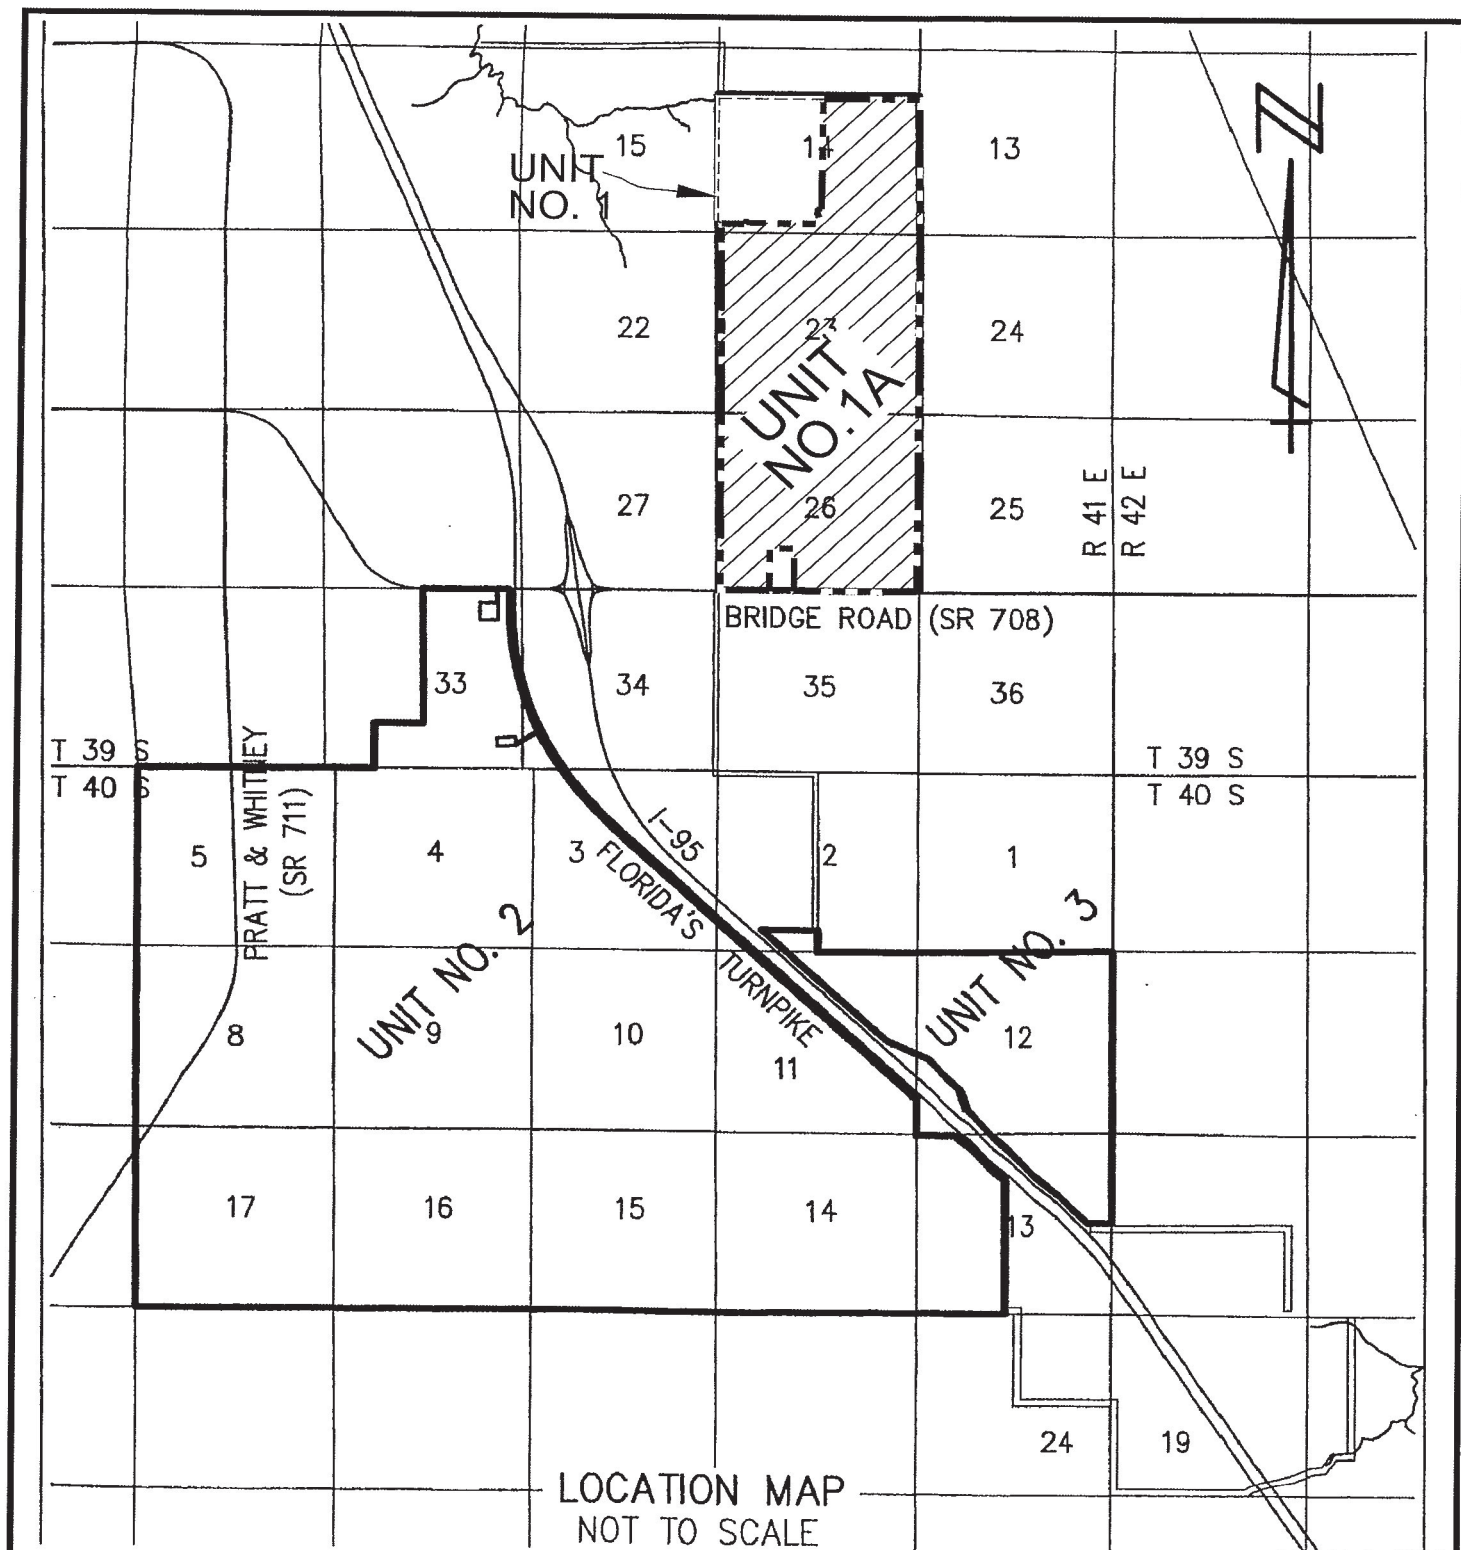 15
14
13
UNIT
NO. 1
N
22
23
24
UNIT
NO. 1A
27
26
25
R 41 E
R 42 E
BRIDGE ROAD (SR 708)
33
34
35
36
T 39 S
T 40 S
T 39 S
T 40 S
PRATT & WHITNEY
(SR 711)
I-95
5
4
3
2
1
FLORIDA'S
TURNPIKE
UNIT NO. 2
UNIT NO. 3
8
9
10
11
12
17
16
15
14
13
24
19
LOCATION MAP
NOT TO SCALE